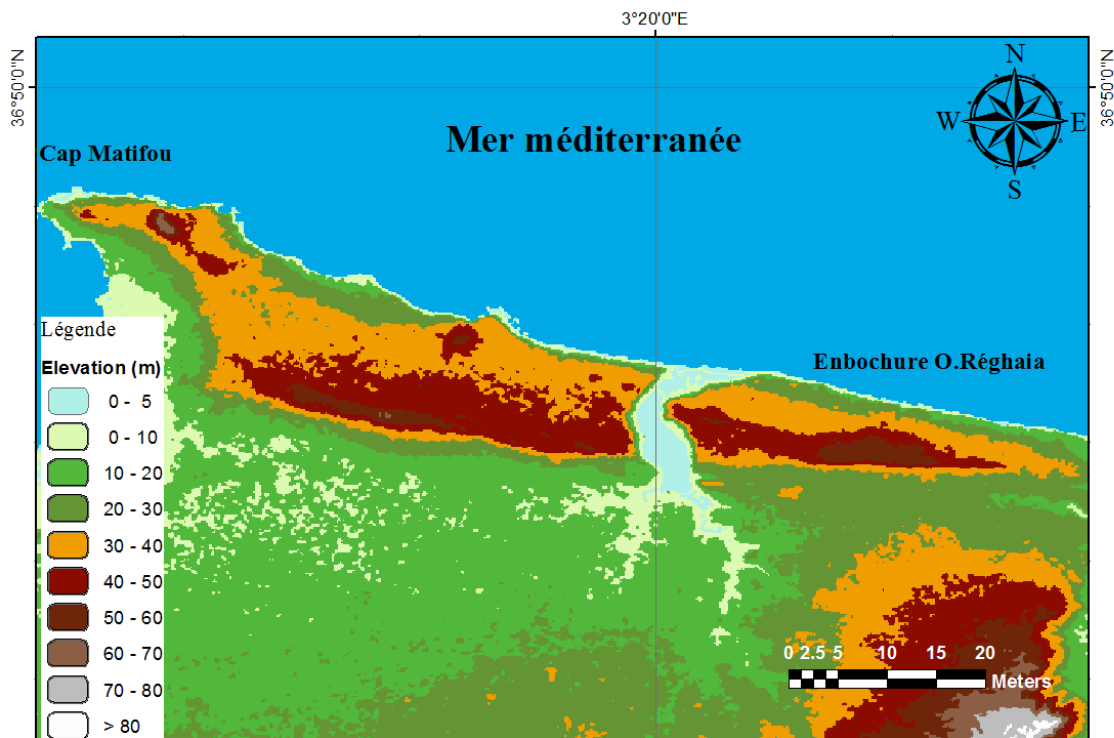 3°20'0"E
36°50'0"N
36°50'0"N
N
W
E
S
Mer méditerranée
Cap Matifou
Enbochure O.Réghaia
Légende
Elevation (m)
0 - 5
0 - 10
10 - 20
20 - 30
30 - 40
40 - 50
50 - 60
60 - 70
70 - 80
> 80
0 2.5 5 10 15 20
Meters